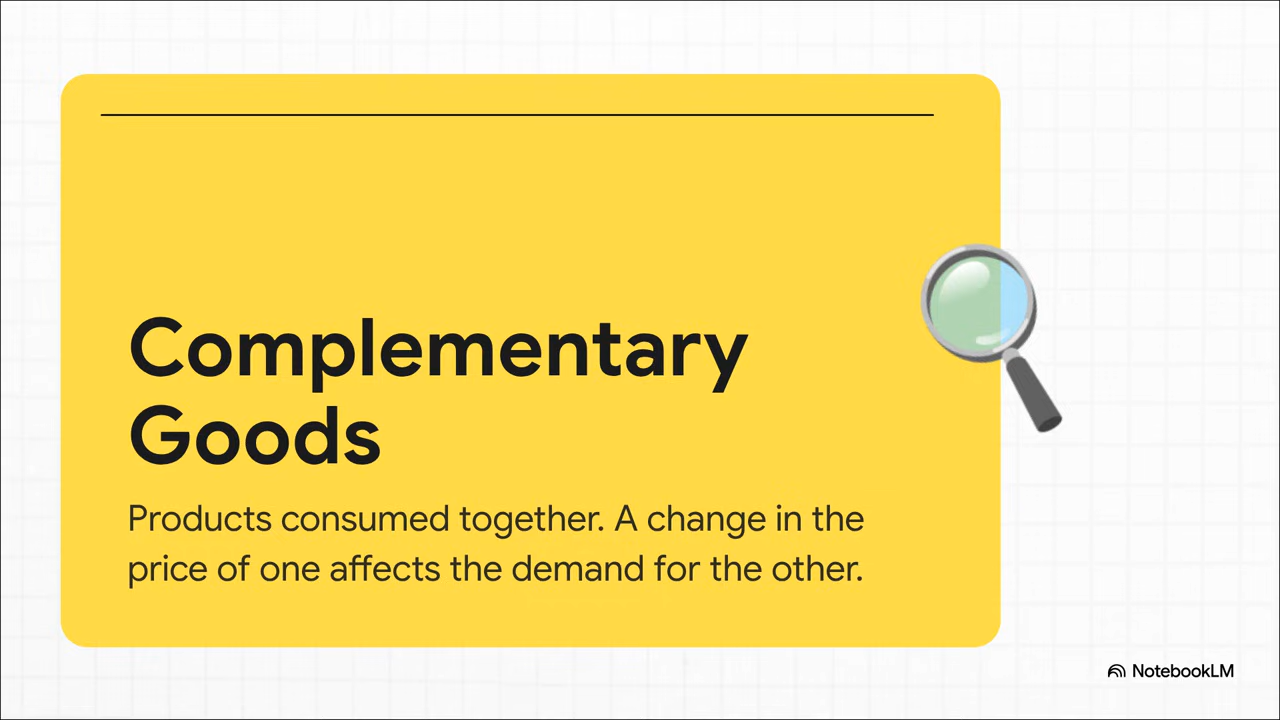 Complementary
Goods
Products consumed together. A change in the
price of one affects the demand for the other.
NotebookLM